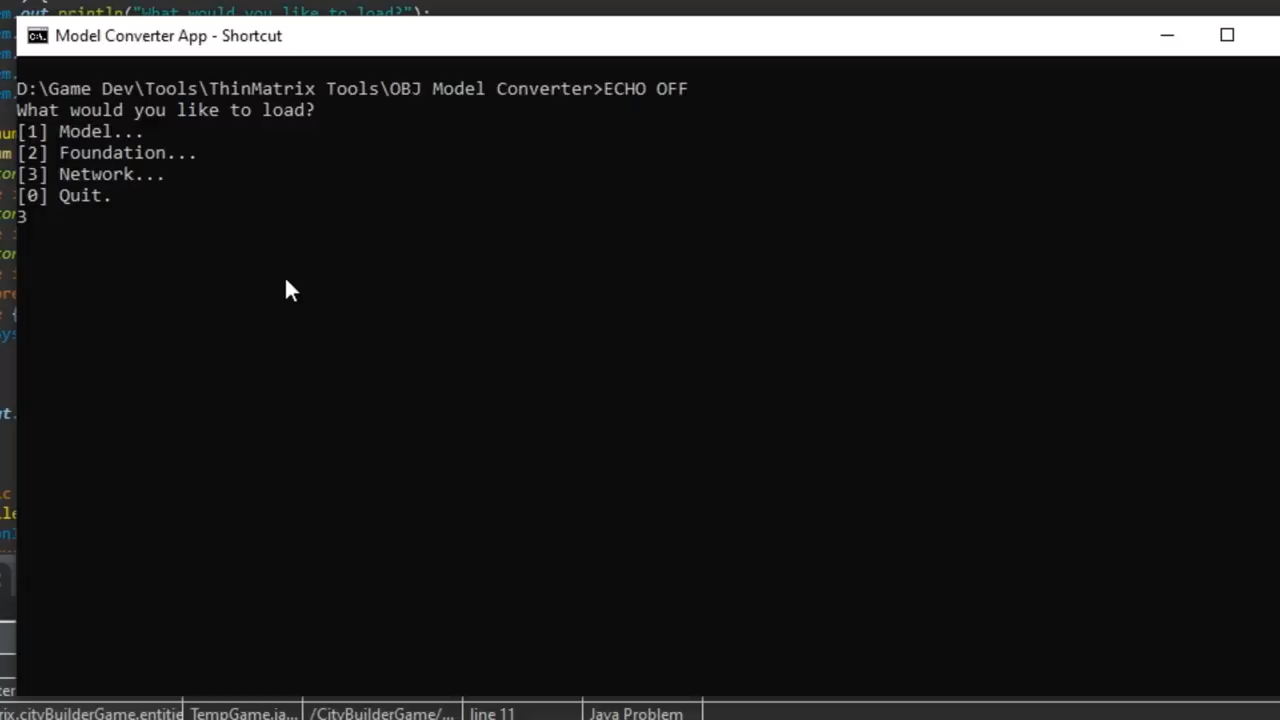 out.println("What would you like to load?");
Model Converter App - Shortcut
D:\Game Dev\Tools\ThinMatrix Tools\OBJ Model Converter>ECHO OFF
What would you like to load?
[1] Model...
[2] Foundation...
[3] Network...
[0] Quit.
3
rix.cityBuilderGame.entitie
TempGame.ja...
/CityBuilderGame/...
line 11
Java Problem